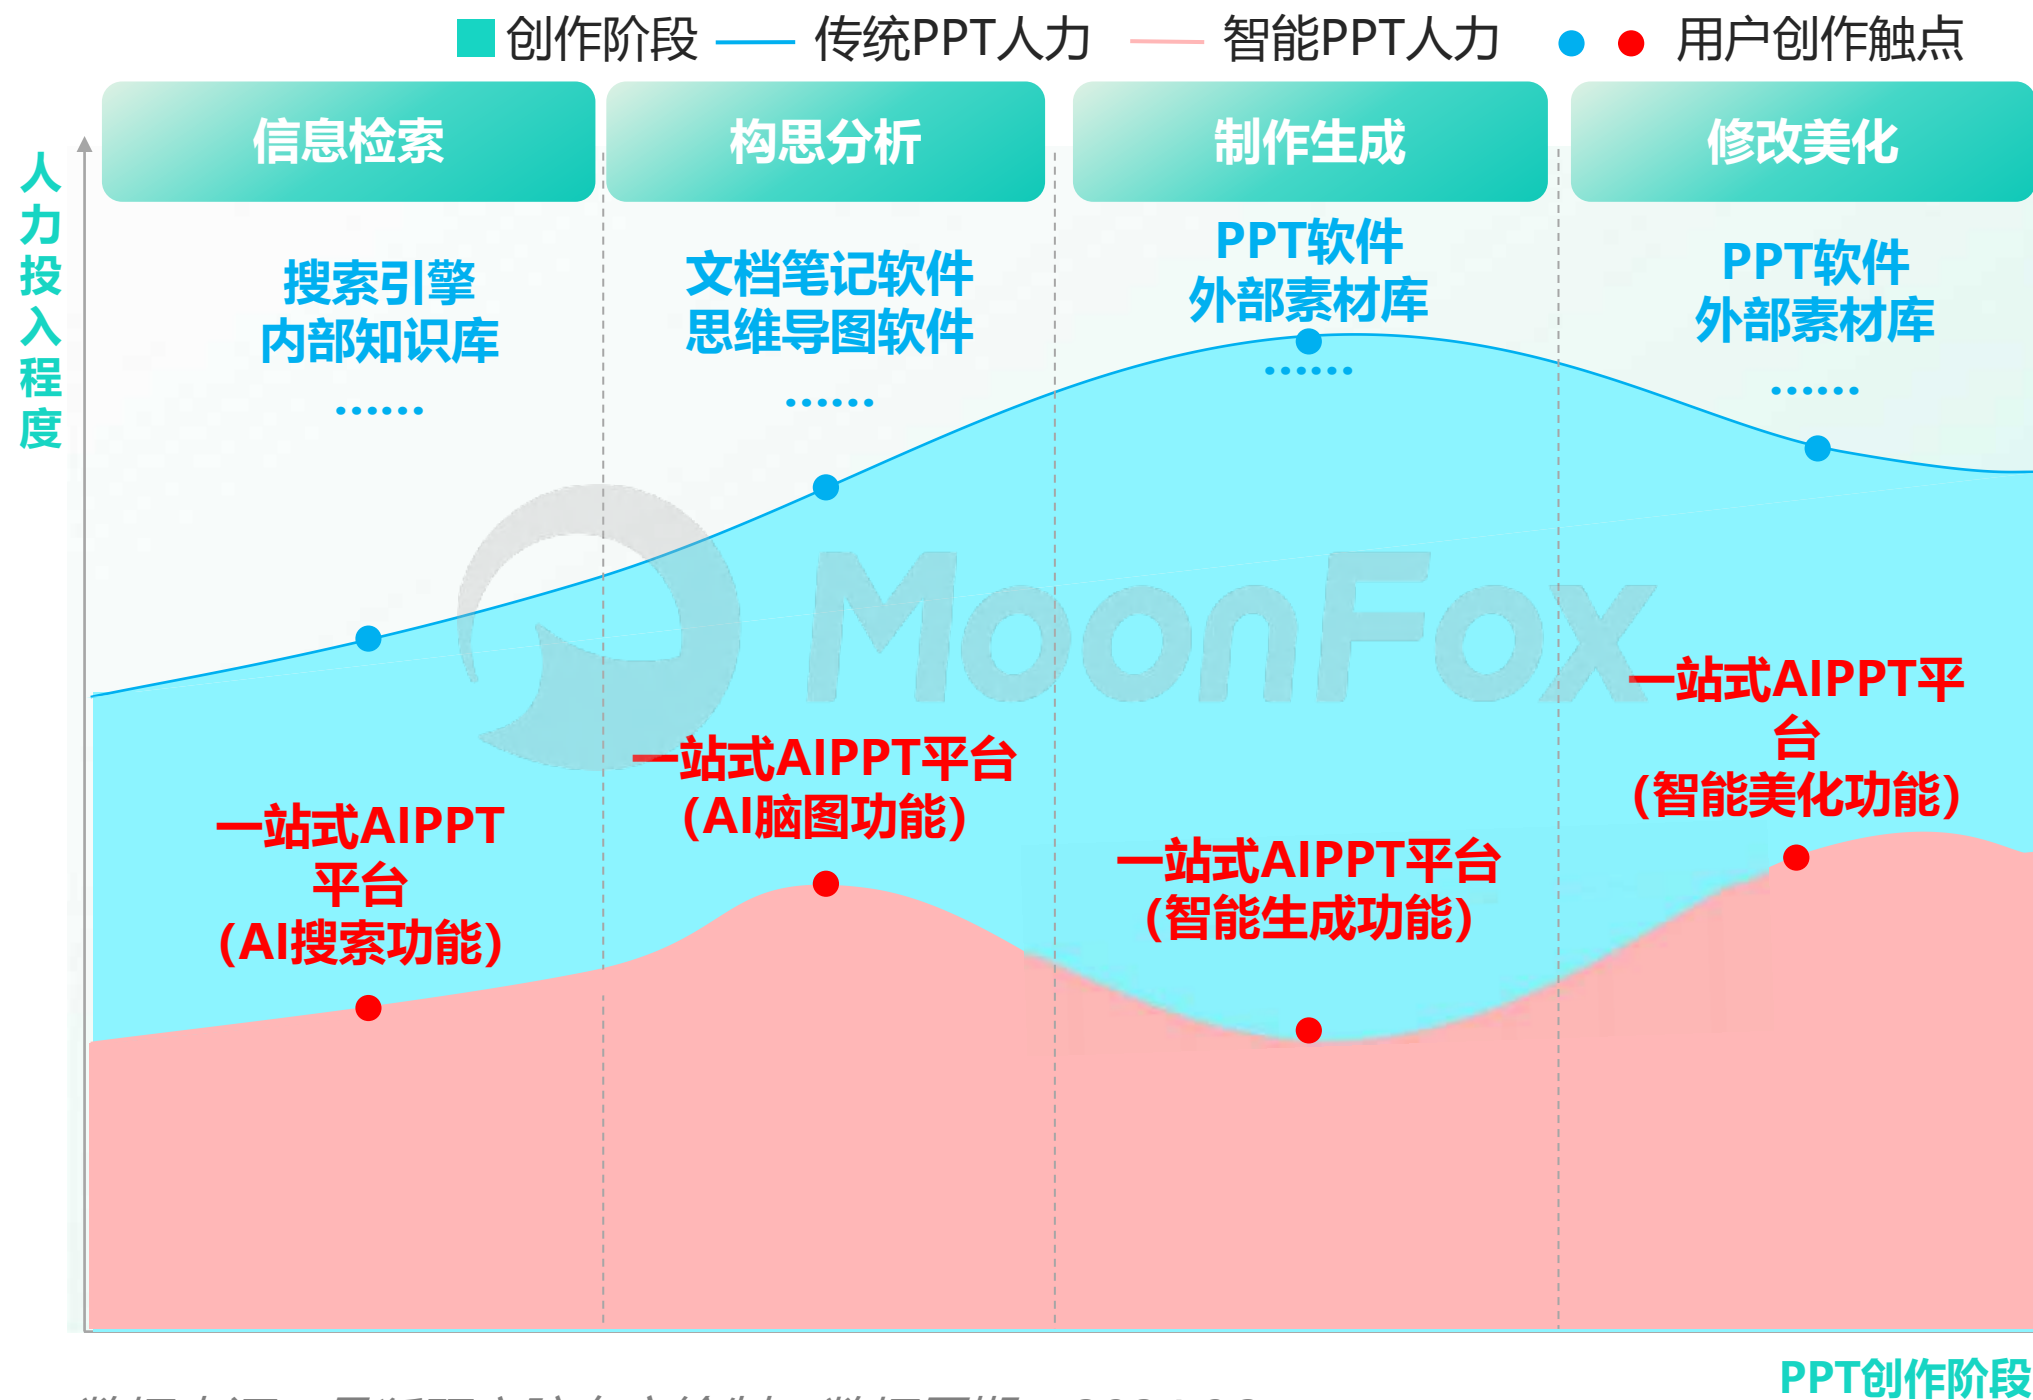 创作阶段 传统PPT人力 智能PPT人力 用户创作触点
信息检索 构思分析 制作生成 修改美化
人力投入程度
搜索引擎
内部知识库
……
文档笔记软件
思维导图软件
……
PPT软件
外部素材库
……
PPT软件
外部素材库
……
MoonFox
一站式AIPPT
平台
（AI搜索功能）
一站式AIPPT平台
（AI脑图功能）
一站式AIPPT平台
（智能生成功能）
一站式AIPPT平
台
（智能美化功能）
PPT创作阶段